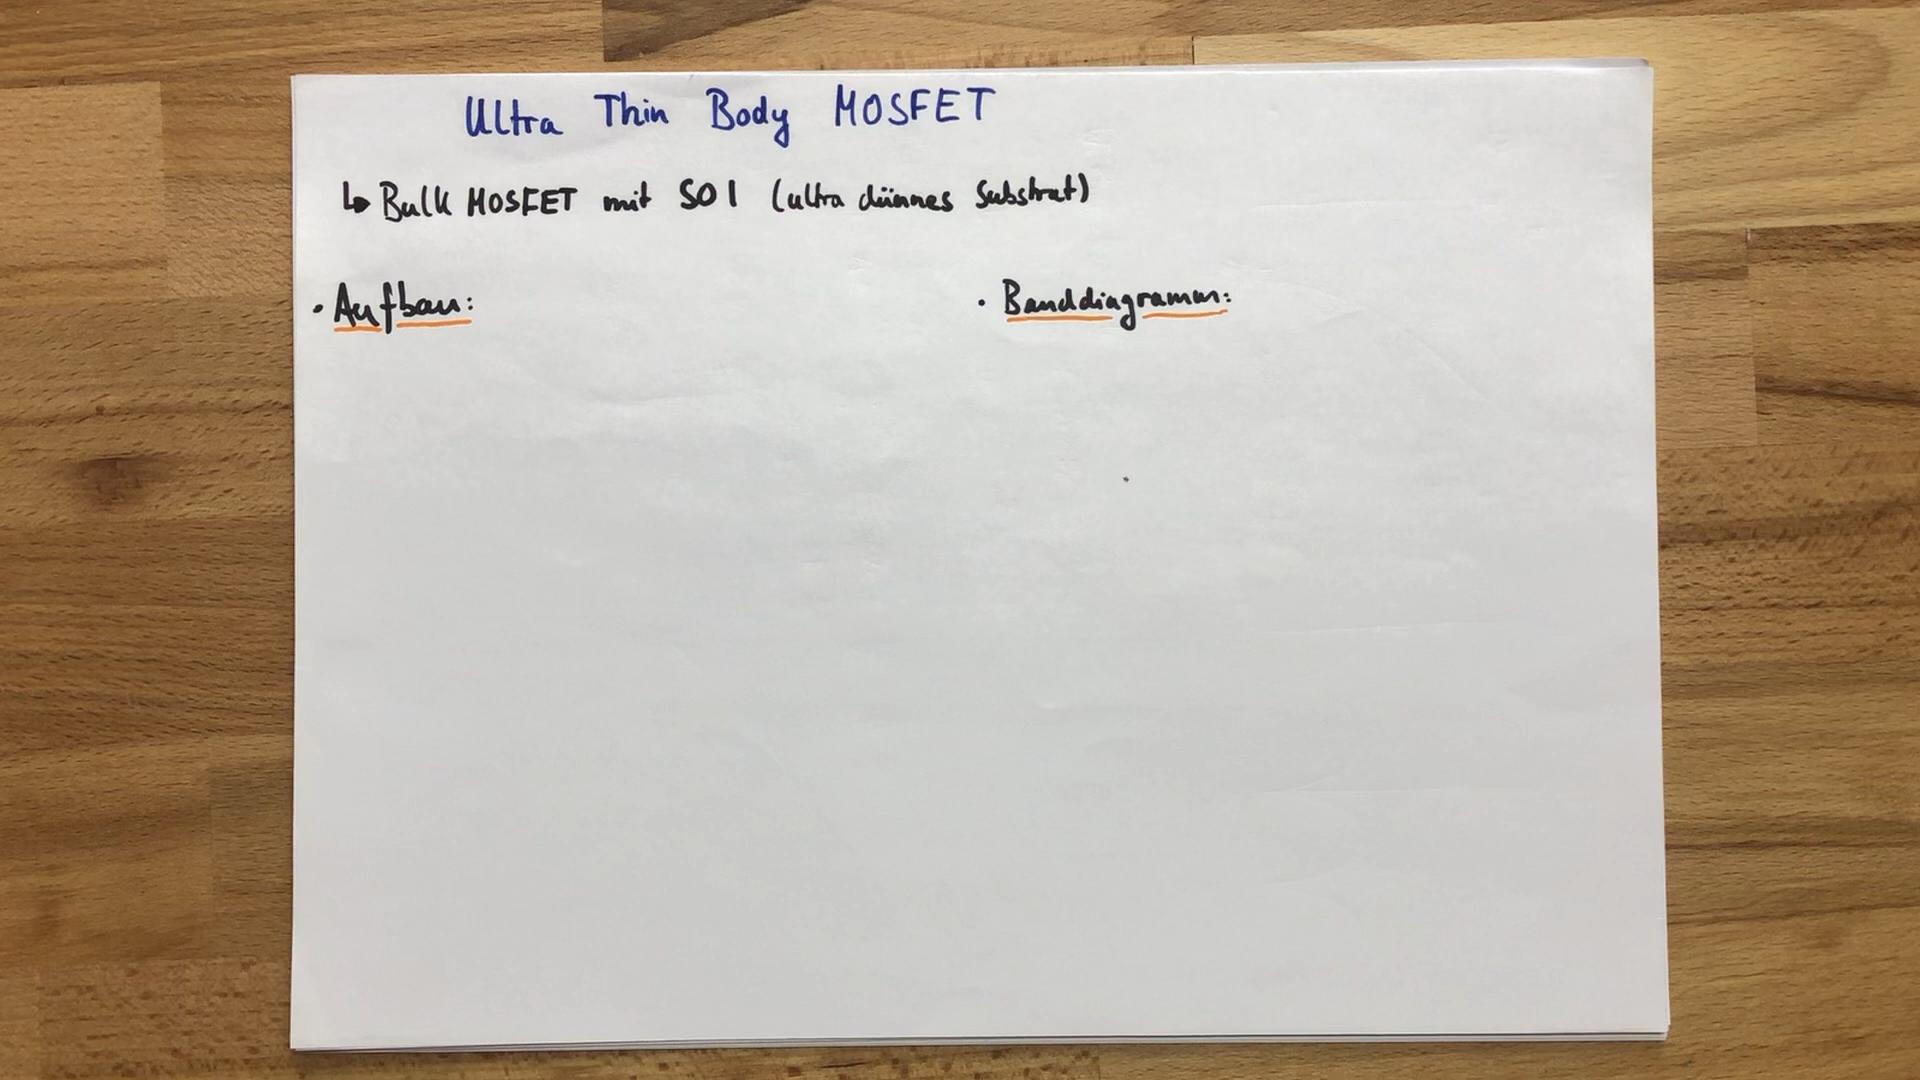 Ultra Thin Body MOSFET
↳ Bulk MOSFET mit SOI (ultra dünnes Substrat)
• Aufbau:
• Banddiagramm: